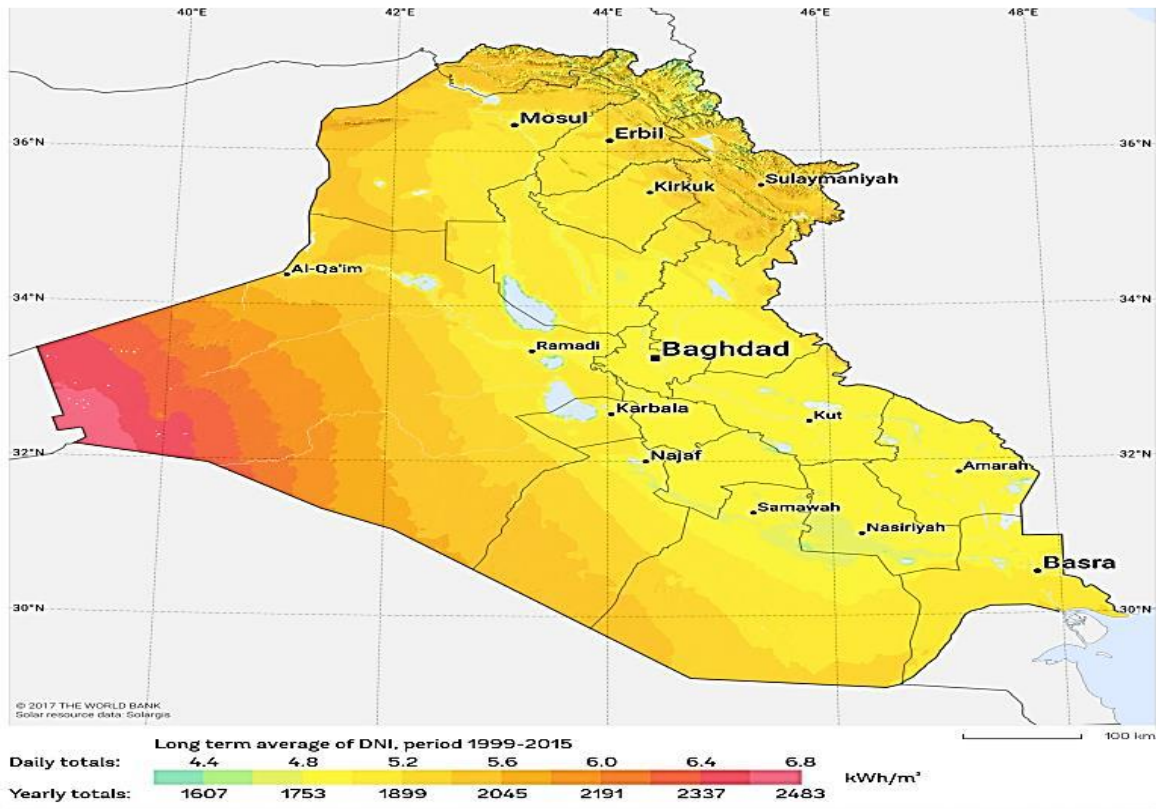 40°E 42°E 44°E 46°E 48°E
Mosul
Erbil
36°N 36°N
Sulaymaniyah
Kirkuk
Al-Qa'im
34°N 34°N
Ramadi
Baghdad
Karbala
Kut
Najaf
32°N 32°N
Amarah
Samawah
Nasiriyah
Basra
30°N 30°N
© 2017 THE WORLD BANK
Solar resource data: Solargis
100 km
Long term average of DNI, period 1999-2015
Daily totals: 4.4 4.8 5.2 5.6 6.0 6.4 6.8
kWh/m²
Yearly totals: 1607 1753 1899 2045 2191 2337 2483